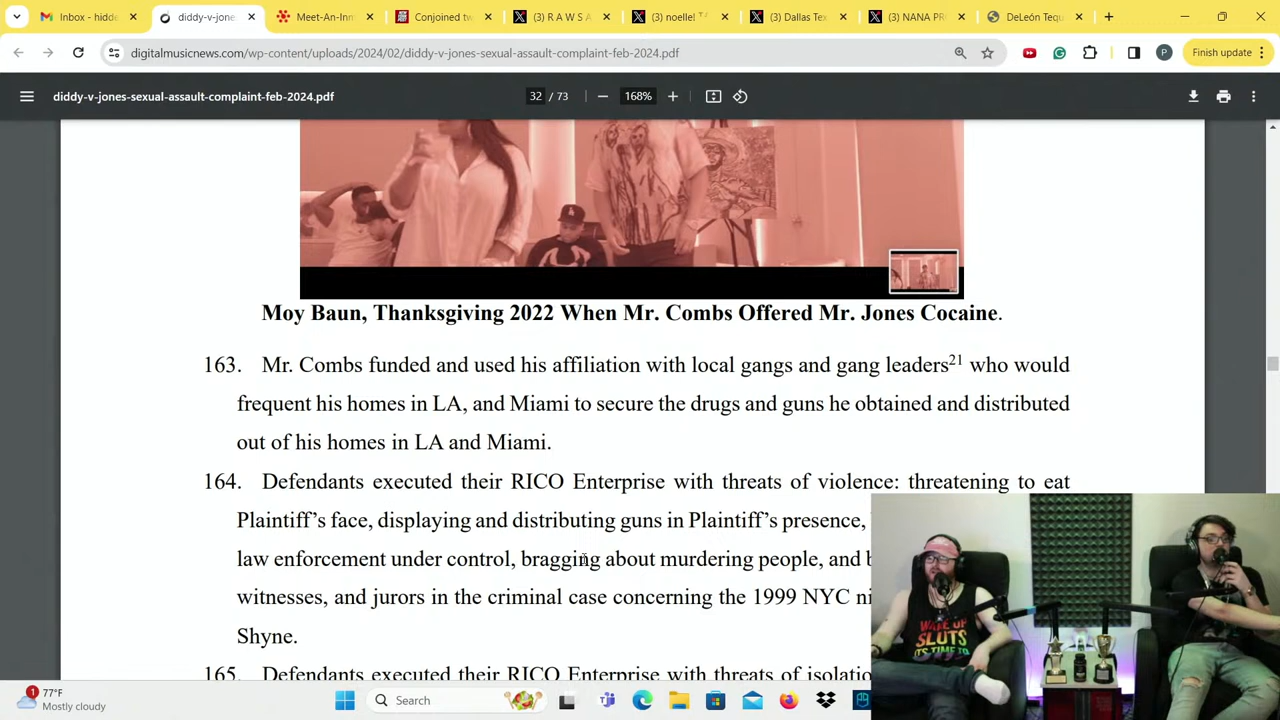 Inbox - hidde
diddy-v-jone
Meet-An-Inn
Conjoined tw
(3) R A W S A
(3) noelle!
(3) Dallas Tex
(3) NANA PR
DeLeón Tequ
digitalmusicnews.com/wp-content/uploads/2024/02/diddy-v-jones-sexual-assault-complaint-feb-2024.pdf
P
Finish update
diddy-v-jones-sexual-assault-complaint-feb-2024.pdf
32 / 73
168%
Moy Baun, Thanksgiving 2022 When Mr. Combs Offered Mr. Jones Cocaine.
163. Mr. Combs funded and used his affiliation with local gangs and gang leaders21 who would
frequent his homes in LA, and Miami to secure the drugs and guns he obtained and distributed
out of his homes in LA and Miami.
164. Defendants executed their RICO Enterprise with threats of violence: threatening to eat
Plaintiff's face, displaying and distributing guns in Plaintiff's presence,
law enforcement under control, bragging about murdering people, and b
witnesses, and jurors in the criminal case concerning the 1999 NYC ni
Shyne.
165. Defendants executed their RICO Enterprise with threats of isolatio
WAKE UP
SLUTS
ITS TIME TO
1
77°F
Mostly cloudy
Search